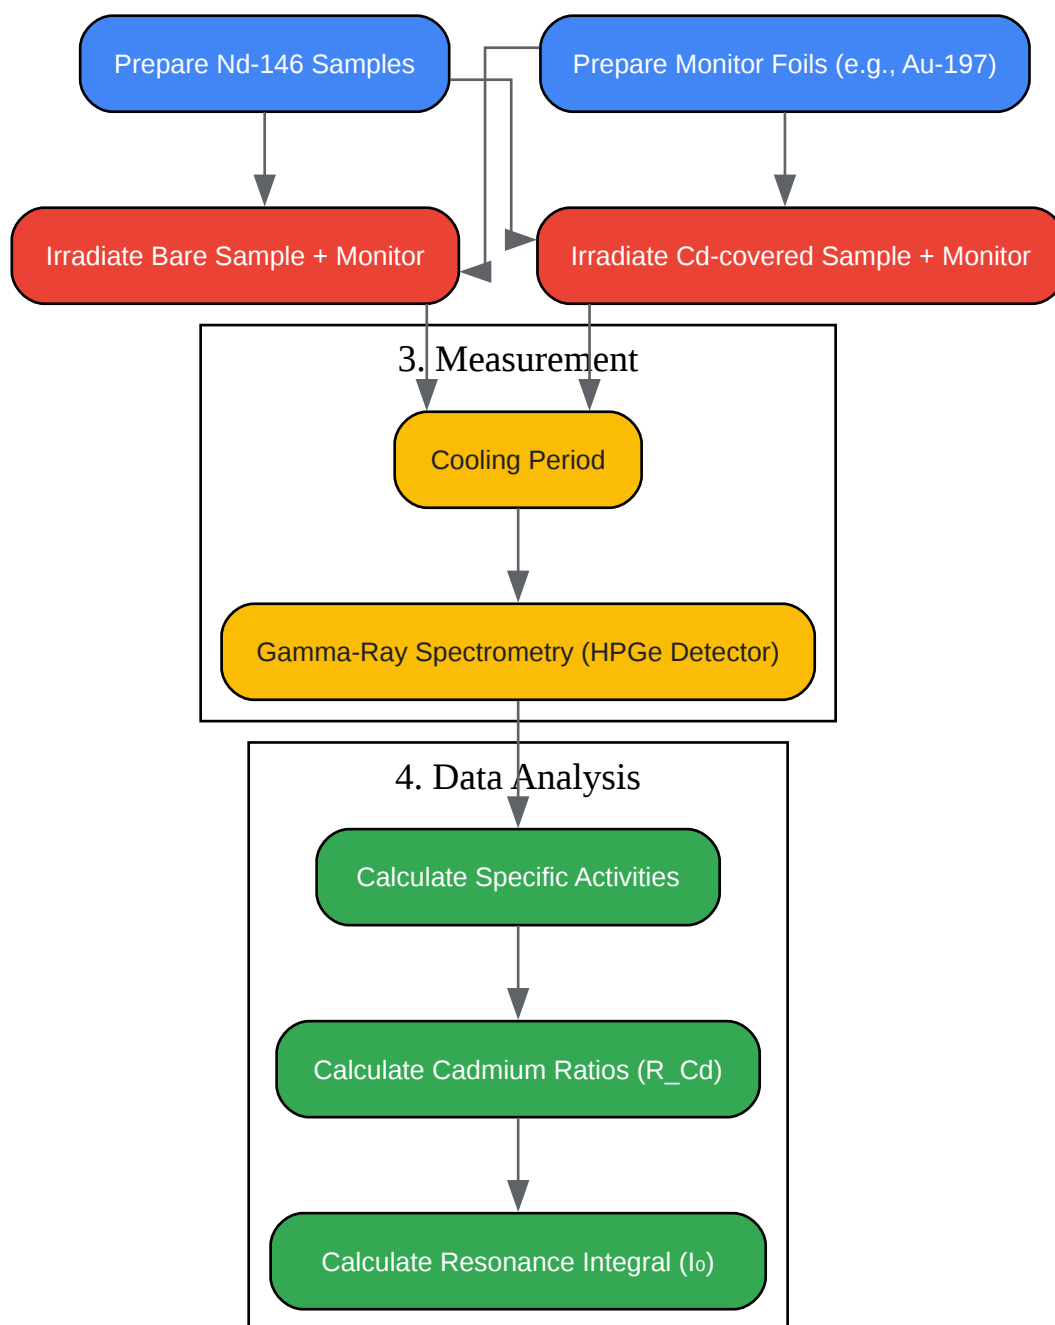 Prepare Nd-146 Samples
Prepare Monitor Foils (e.g., Au-197)
Irradiate Bare Sample + Monitor
Irradiate Cd-covered Sample + Monitor
3. Measurement
Cooling Period
Gamma-Ray Spectrometry (HPGe Detector)
4. Data Analysis
Calculate Specific Activities
Calculate Cadmium Ratios (R_Cd)
Calculate Resonance Integral (I₀)